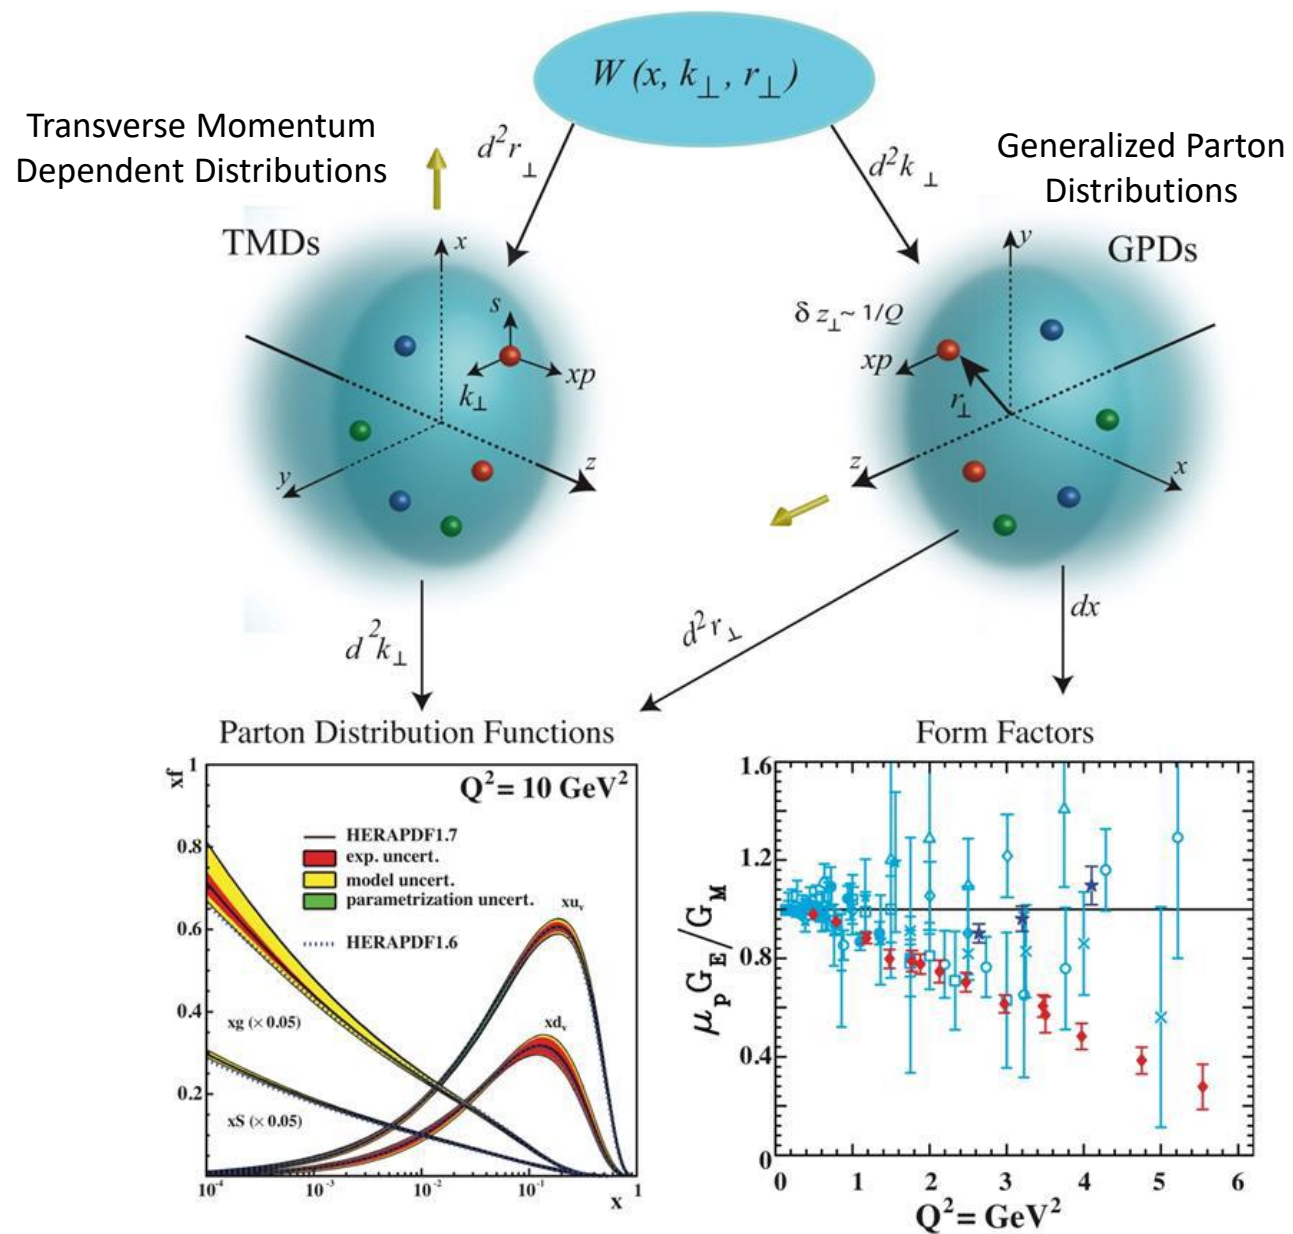 W (x, k⊥, r⊥)
Transverse Momentum
Dependent Distributions
d²r⊥
d²k⊥
Generalized Parton
Distributions
TMDs
x
s
k⊥
xp
y
z
GPDs
y
δ z⊥~ 1/Q
xp
r⊥
z
x
d²k⊥
d²r⊥
dx
Parton Distribution Functions
xf
1
0.8
0.6
0.4
0.2
Q²= 10 GeV²
HERAPDF1.7
exp. uncert.
model uncert.
parametrization uncert.
HERAPDF1.6
xuᵥ
xdᵥ
xg (× 0.05)
xS (× 0.05)
10⁻⁴ 10⁻³ 10⁻² 10⁻¹ 1
x
Form Factors
μₚG_E/G_M
1.6
1.2
0.8
0.4
0
0 1 2 3 4 5 6
Q²= GeV²